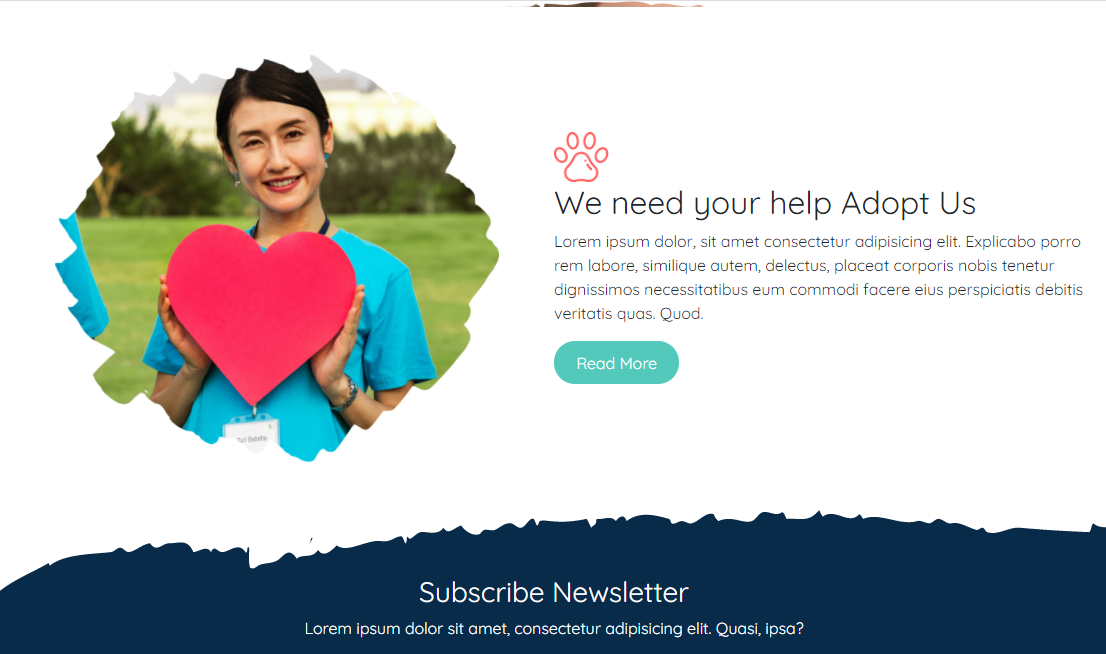 We need your help Adopt Us
Lorem ipsum dolor, sit amet consectetur adipisicing elit. Explicabo porro
rem labore, similique autem, delectus, placeat corporis nobis tenetur
dignissimos necessitatibus eum commodi facere eius perspiciatis debitis
veritatis quas. Quod.
Read More
Subscribe Newsletter
Lorem ipsum dolor sit amet, consectetur adipisicing elit. Quasi, ipsa?